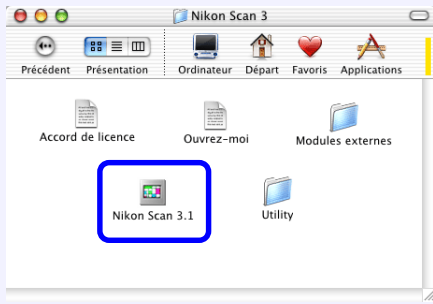 Nikon Scan 3
Précédent Présentation Ordinateur Départ Favoris Applications
Accord de licence Ouvrez-moi Modules externes
Nikon Scan 3.1 Utility